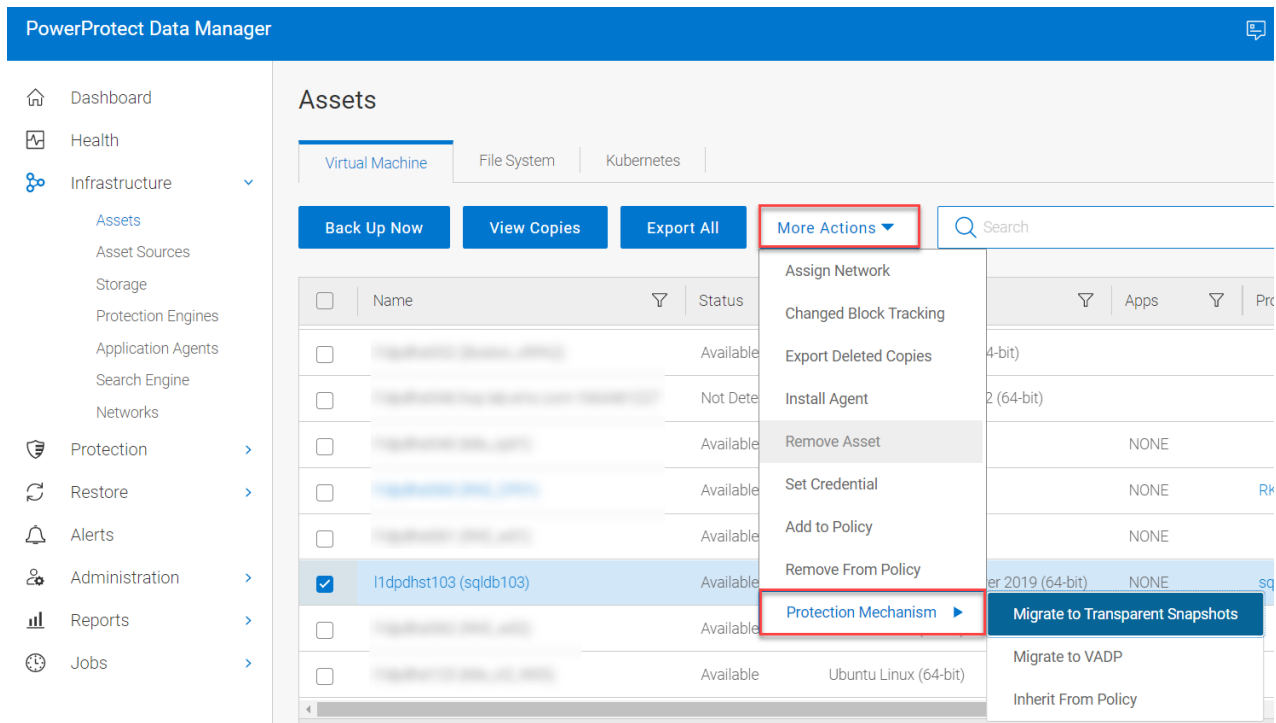 PowerProtect Data Manager
Dashboard
Health
Infrastructure
Assets
Asset Sources
Storage
Protection Engines
Application Agents
Search Engine
Networks
Protection
Restore
Alerts
Administration
Reports
Jobs
Assets
Virtual Machine File System Kubernetes
Back Up Now View Copies Export All More Actions Search
Name Status Apps Pro
Available 4-bit)
Not Dete 2 (64-bit)
Available NONE
Available NONE RK
Available NONE
l1dpdhst103 (sqldb103) Available er 2019 (64-bit) NONE sq
Available
Available Ubuntu Linux (64-bit)
Assign Network
Changed Block Tracking
Export Deleted Copies
Install Agent
Remove Asset
Set Credential
Add to Policy
Remove From Policy
Protection Mechanism
Migrate to Transparent Snapshots
Migrate to VADP
Inherit From Policy